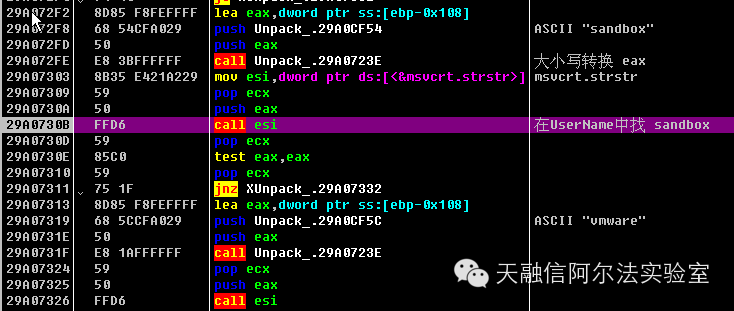 29A072F2 8D85 F8FEFFFF lea eax,dword ptr ss:[ebp-0x108]
29A072F8 68 54CFA029 push Unpack_.29A0CF54 ASCII "sandbox"
29A072FD 50 push eax
29A072FE E8 3BFFFFFF call Unpack_.29A0723E 大小写转换 eax
29A07303 8B35 E421A229 mov esi,dword ptr ds:[<&msvcrt.strstr>] msvcrt.strstr
29A07309 59 pop ecx
29A0730A 50 push eax
29A0730B FFD6 call esi 在UserName中找 sandbox
29A0730D 59 pop ecx
29A0730E 85C0 test eax,eax
29A07310 59 pop ecx
29A07311 75 1F jnz XUnpack_.29A07332
29A07313 8D85 F8FEFFFF lea eax,dword ptr ss:[ebp-0x108]
29A07319 68 5CCFA029 push Unpack_.29A0CF5C ASCII "vmware"
29A0731E 50 push eax
29A0731F E8 1AFFFFFF call Unpack_.29A0723E
29A07324 59 pop ecx
29A07325 50 push eax
29A07326 FFD6 call esi
天融信阿尔法实验室